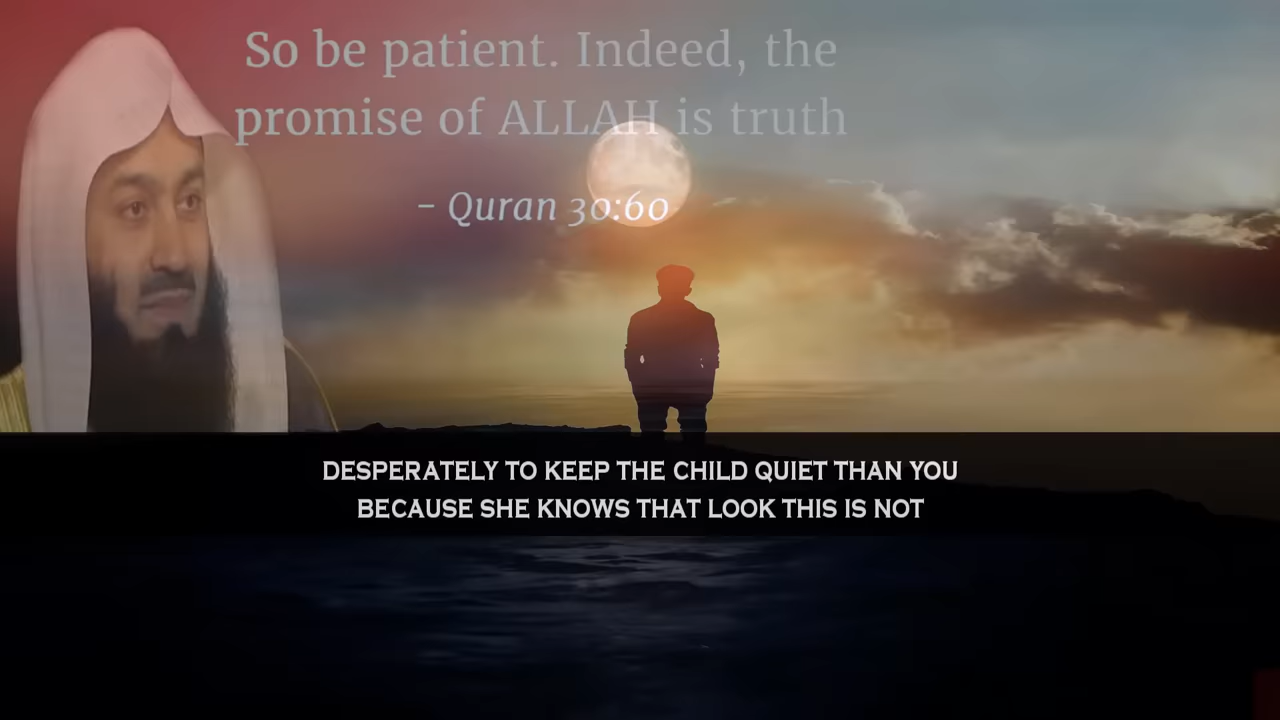 So be patient. Indeed, the
promise of ALLAH is truth
- Quran 30:60
DESPERATELY TO KEEP THE CHILD QUIET THAN YOU
BECAUSE SHE KNOWS THAT LOOK THIS IS NOT